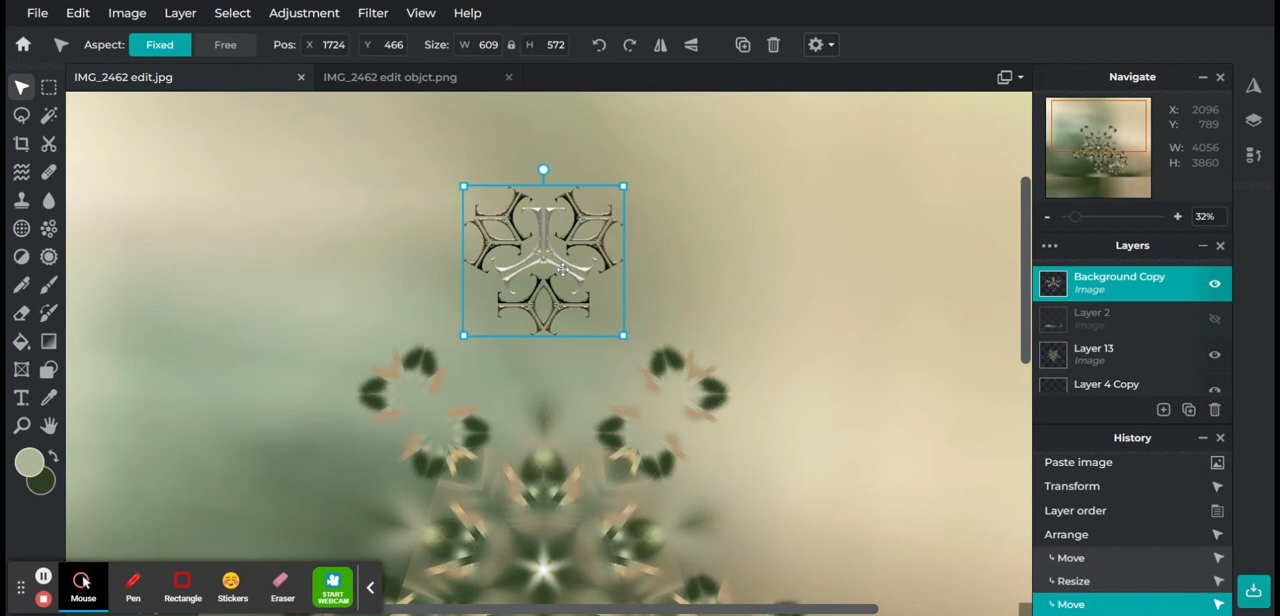 File Edit Image Layer Select Adjustment Filter View Help
Aspect: Fixed Free Pos: X 1724 Y 466 Size: W 609 H 572
IMG_2462 edit.jpg IMG_2462 edit objct.png
Navigate
X: 2096
Y: 789
W: 4056
H: 3860
- + 32%
Layers
Background Copy
Image
Layer 2
Image
Layer 13
Image
Layer 4 Copy
History
Paste image
Transform
Layer order
Arrange
Move
Resize
Move
T
Mouse Pen Rectangle Stickers Eraser START
WEBCAM